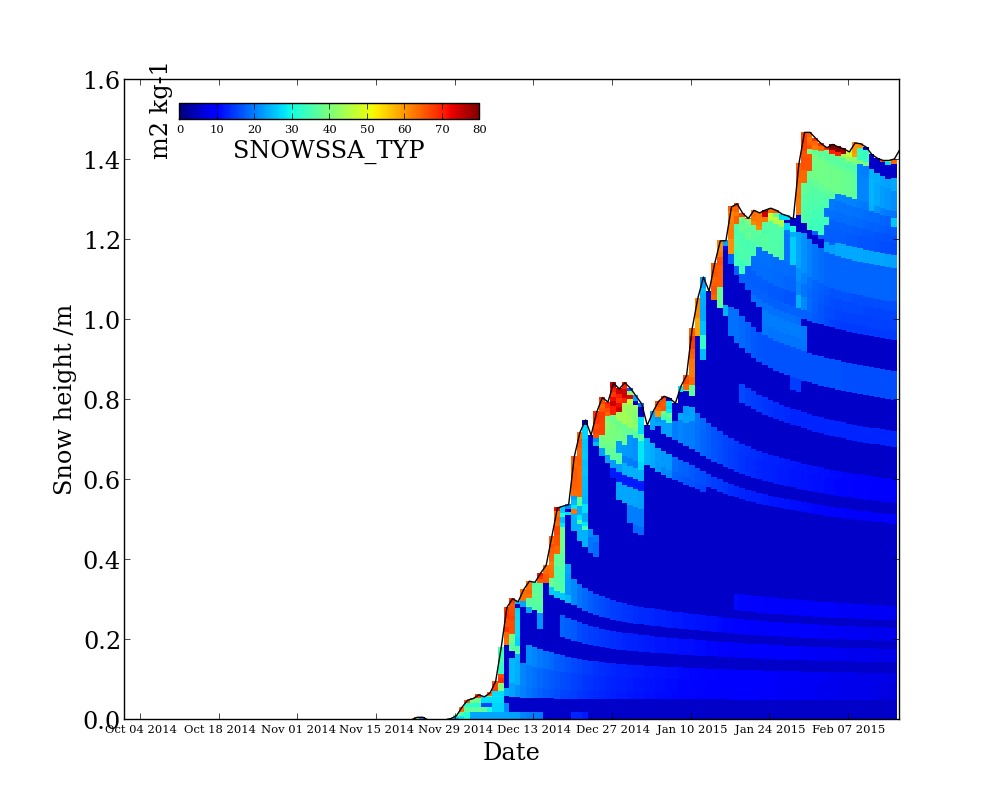 1.6
m2 kg-1
0 10 20 30 40 50 60 70 80
SNOWSSA_TYP
1.4
1.2
1.0
Snow height /m
0.8
0.6
0.4
0.2
0.0
Oct 04 2014 Oct 18 2014 Nov 01 2014 Nov 15 2014 Nov 29 2014 Dec 13 2014 Dec 27 2014 Jan 10 2015 Jan 24 2015 Feb 07 2015
Date